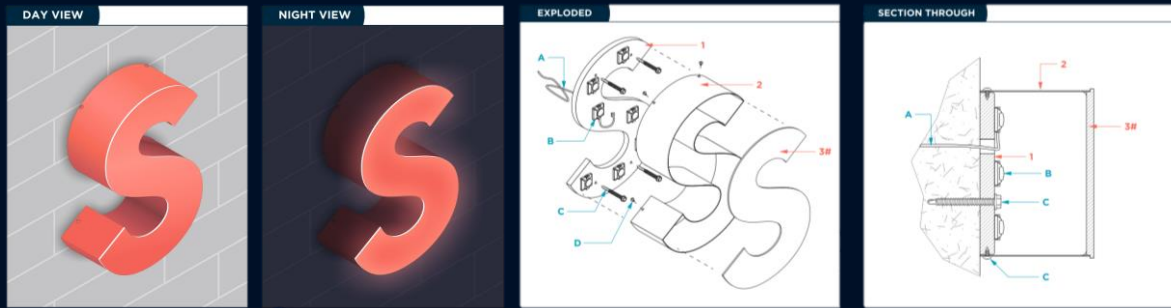 DAY VIEW
NIGHT VIEW
EXPLODED
A
1
2
B
3#
C
D
SECTION THROUGH
2
A
3#
1
B
C
C